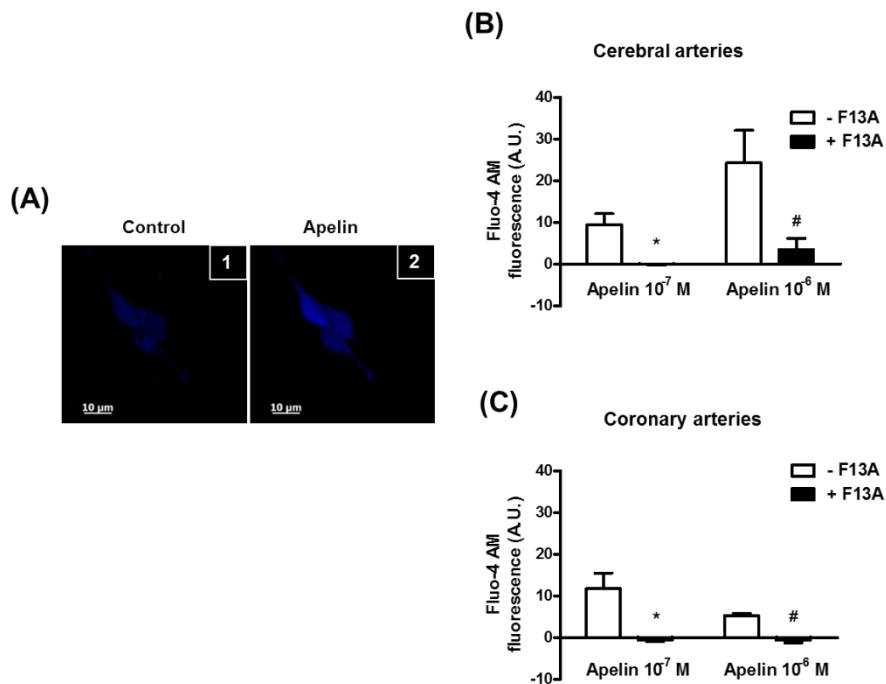 (A)
Control
Apelin
1
2
10 µm
10 µm
(B)
Cerebral arteries
Fluo-4 AM
fluorescence (A.U.)
40
30
20
10
0
-10
- F13A
+ F13A
*
#
Apelin 10⁻⁷ M
Apelin 10⁻⁶ M
(C)
Coronary arteries
Fluo-4 AM
fluorescence (A.U.)
40
30
20
10
0
-10
- F13A
+ F13A
*
#
Apelin 10⁻⁷ M
Apelin 10⁻⁶ M